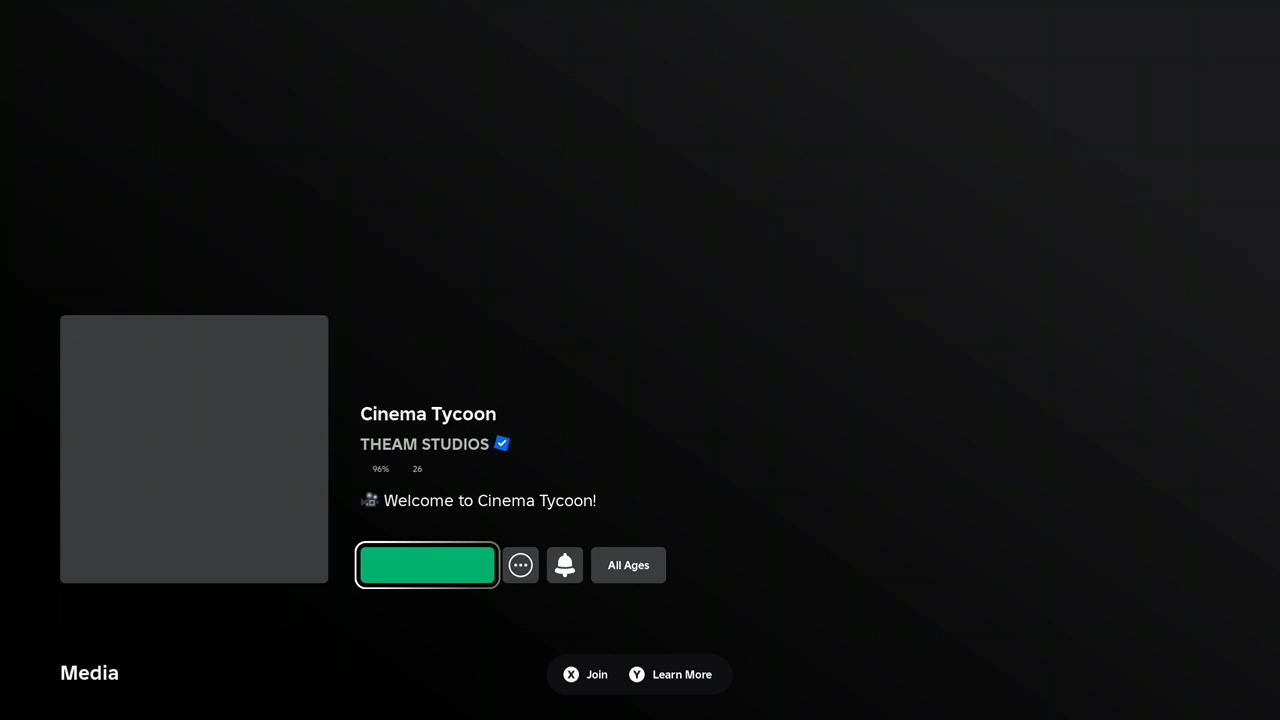 Cinema Tycoon
THEAM STUDIOS
96% 26
🎥 Welcome to Cinema Tycoon!
All Ages
Media
X Join Y Learn More